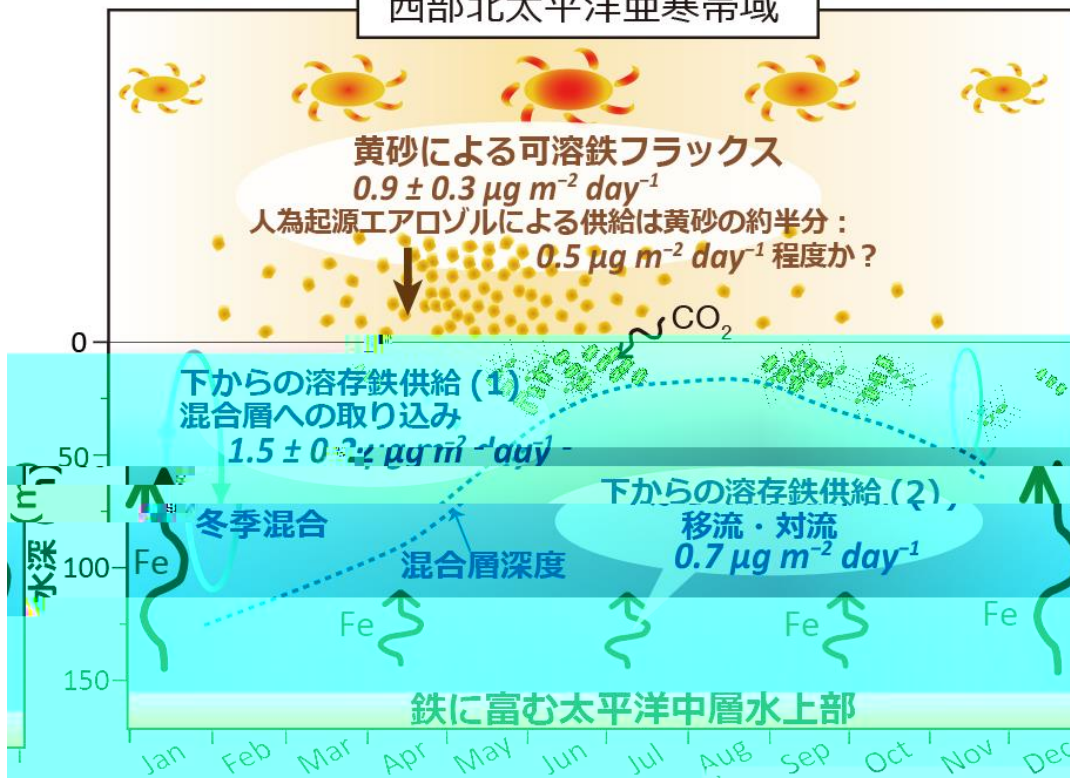 西部北太平洋亜寒帯域
黄砂による可溶鉄フラックス
0.9 ± 0.3 µg m⁻² day⁻¹
人為起源エアロゾルによる供給は黄砂の約半分：
0.5 µg m⁻² day⁻¹ 程度か？
CO₂
0
下からの溶存鉄供給 (1)
混合層への取り込み
1.5 ± µg m⁻² day⁻¹
50
下からの溶存鉄供給 (2)
移流・対流
0.7 µg m⁻² day⁻¹
冬季混合
混合層深度
水深 (m)
100
Fe
Fe
Fe
Fe
150
鉄に富む太平洋中層水上部
Jan Feb Mar Apr May Jun Jul Aug Sep Oct Nov Dec